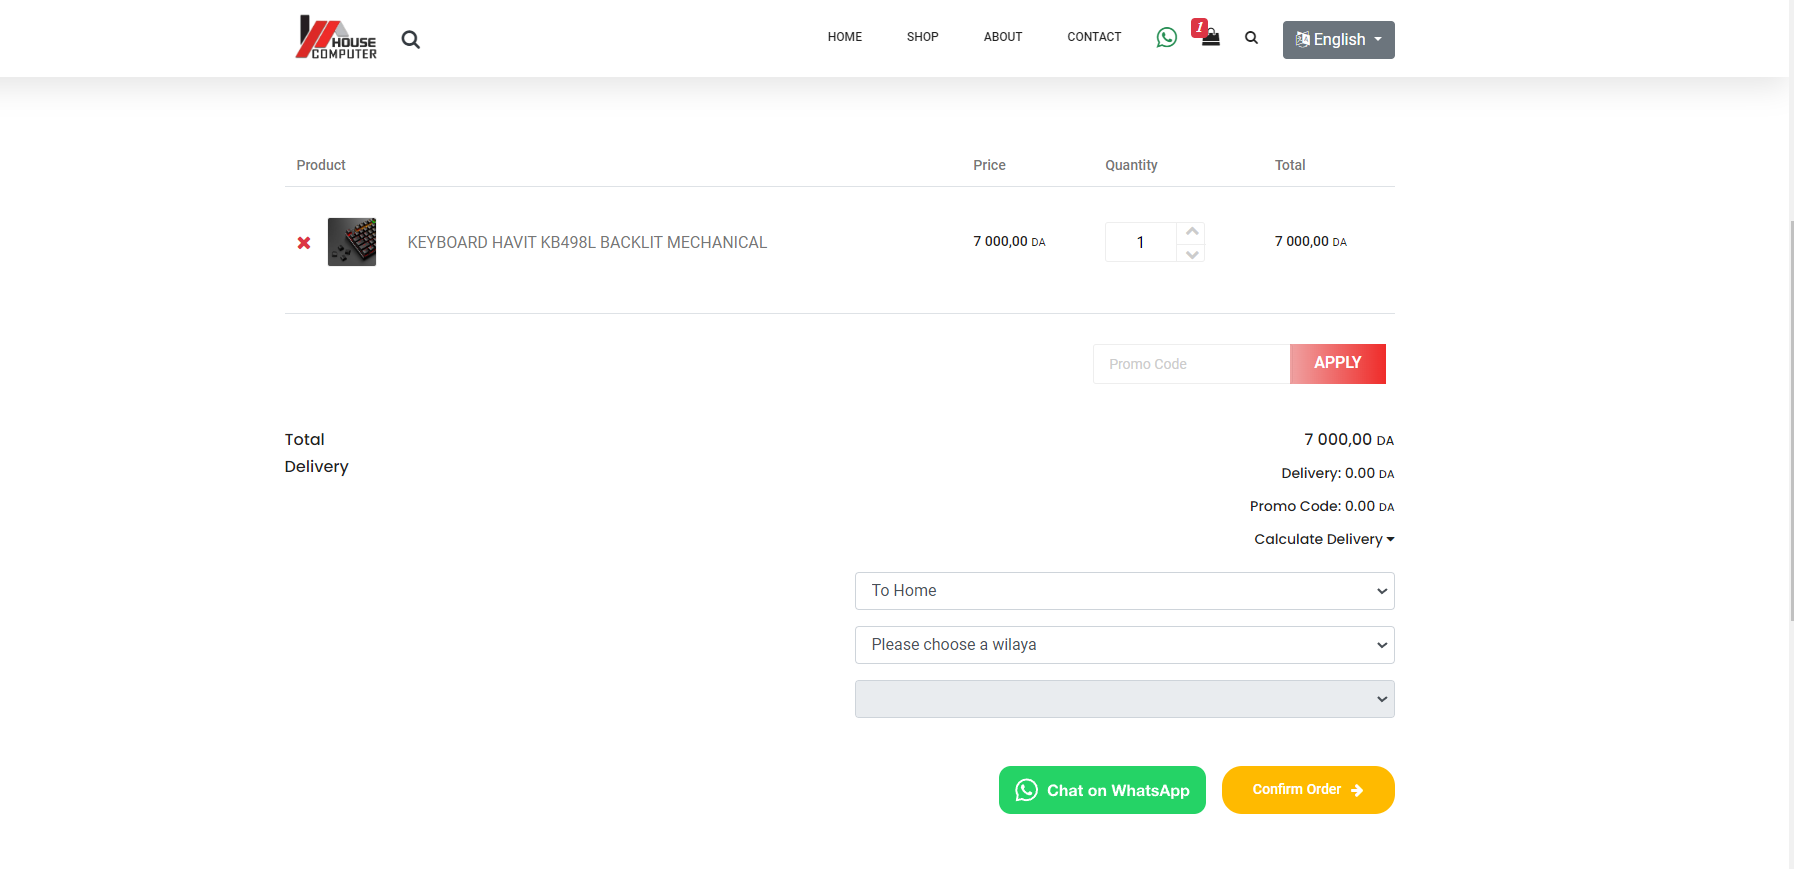 HOUSE
COMPUTER
HOME
SHOP
ABOUT
CONTACT
1
English
Product
Price
Quantity
Total
KEYBOARD HAVIT KB498L BACKLIT MECHANICAL
7 000,00 DA
1
7 000,00 DA
Promo Code
APPLY
Total
7 000,00 DA
Delivery
Delivery: 0.00 DA
Promo Code: 0.00 DA
Calculate Delivery
To Home
Please choose a wilaya
Chat on WhatsApp
Confirm Order